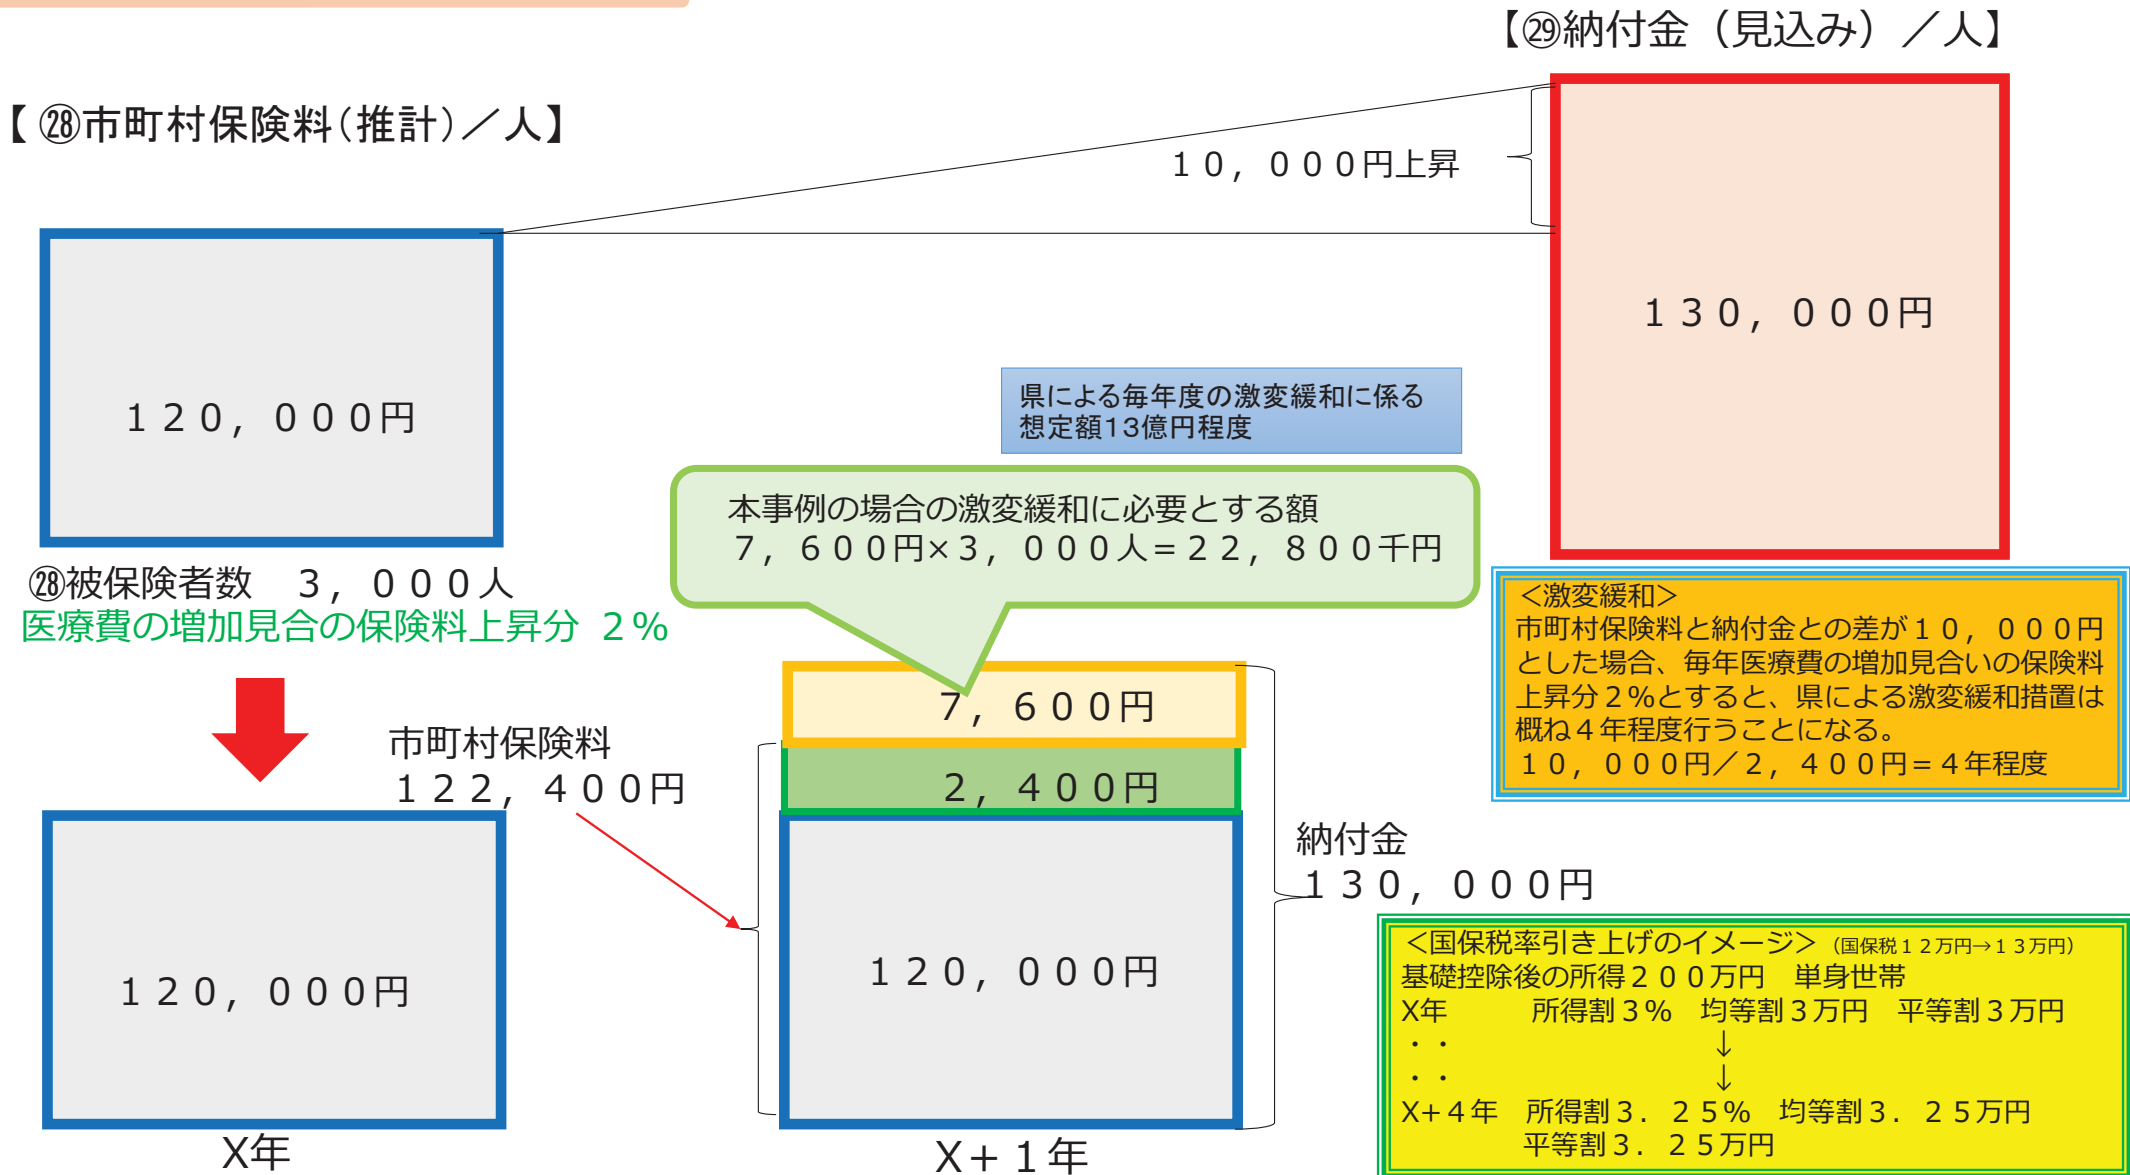 【㉙納付金（見込み）／人】
【㉘市町村保険料（推計）／人】
１０，０００円上昇
１３０，０００円
１２０，０００円
県による毎年度の激変緩和に係る
想定額１３億円程度
本事例の場合の激変緩和に必要とする額
７，６００円×３，０００人＝２２，８００千円
㉘被保険者数　３，０００人
医療費の増加見合の保険料上昇分 ２％
＜激変緩和＞
市町村保険料と納付金との差が１０，０００円
とした場合、毎年医療費の増加見合いの保険料
上昇分２％とすると、県による激変緩和措置は
概ね４年程度行うことになる。
１０，０００円／２，４００円＝４年程度
市町村保険料
１２２，４００円
７，６００円
２，４００円
１２０，０００円
納付金
１３０，０００円
１２０，０００円
X年
X＋１年
＜国保税率引き上げのイメージ＞（国保税１２万円→１３万円）
基礎控除後の所得２００万円　単身世帯
X年　　　所得割３％　均等割３万円　平等割３万円
・・　　　　　　　　↓
・・　　　　　　　　↓
X+４年　所得割３．２５％　均等割３．２５万円
平等割３．２５万円